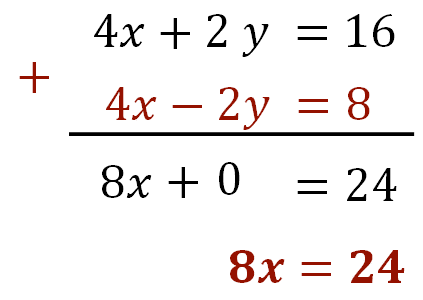 4x + 2 y = 16
+ 4x − 2y = 8
8x + 0 = 24
8x = 24